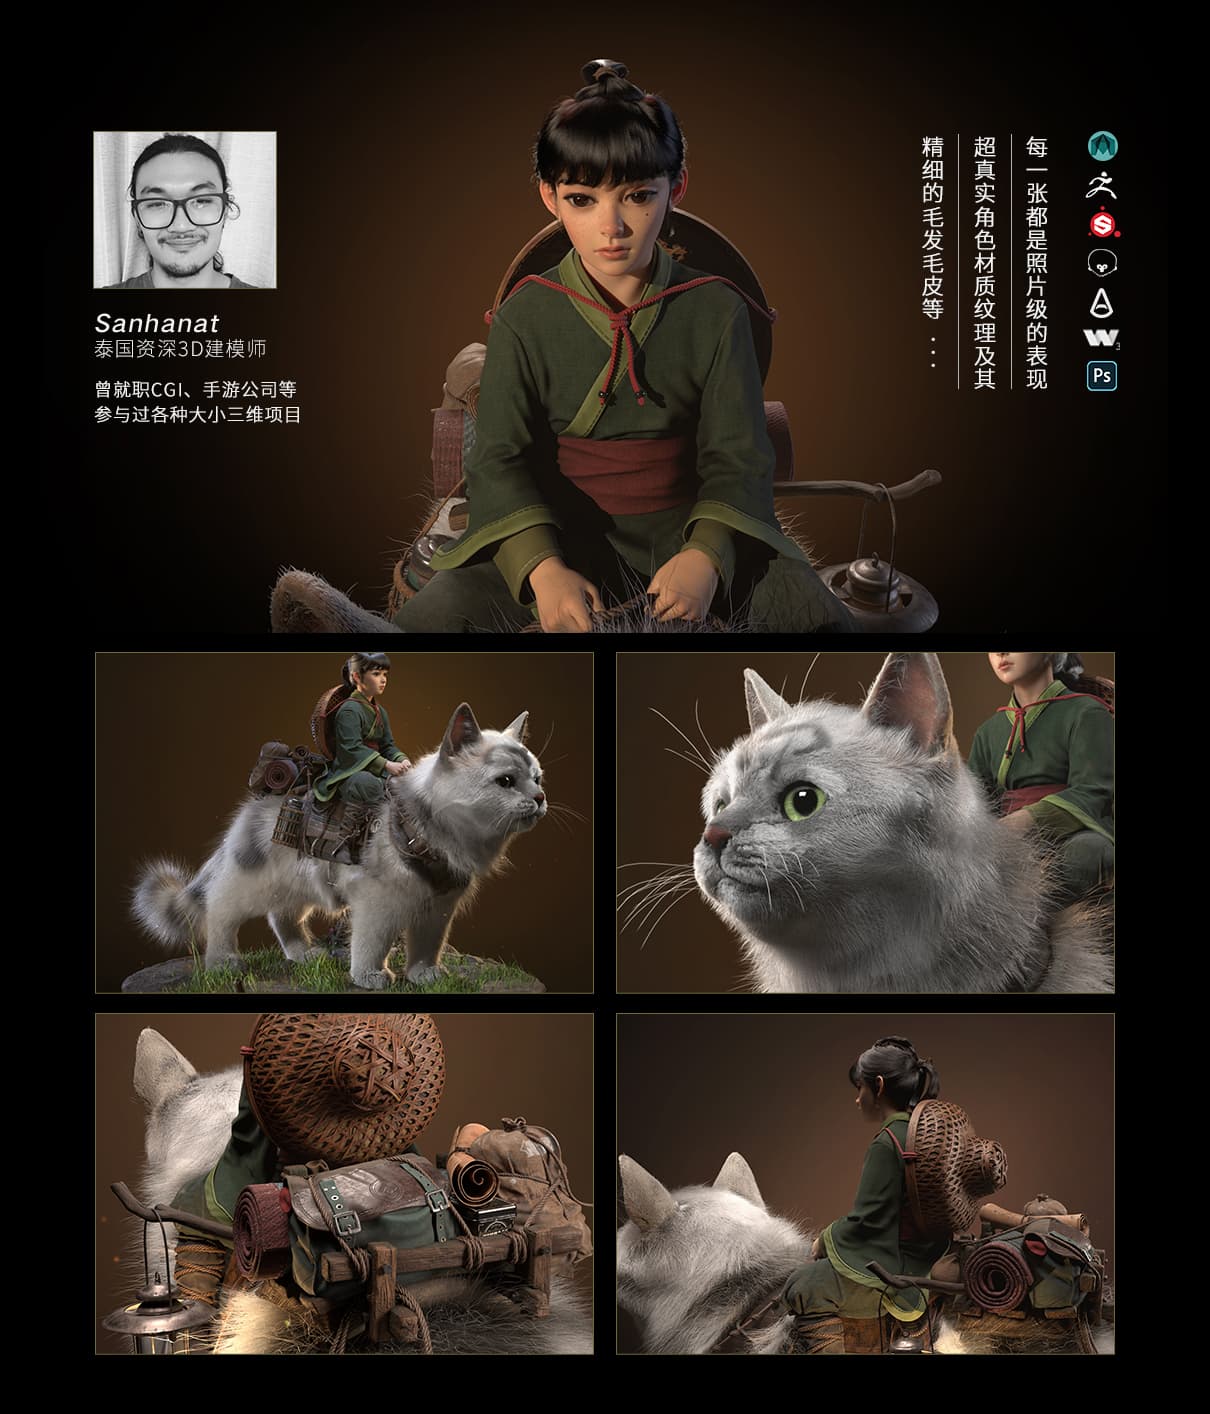 Sanhanat
泰国资深3D建模师
曾就职CGI、手游公司等
参与过各种大小三维项目
每一张都是照片级的表现
超真实角色材质纹理及其
精细的毛发毛皮等 ...
S
W3
Ps